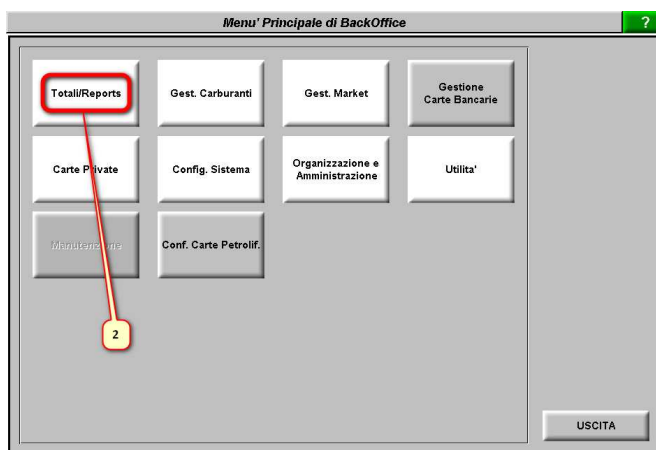 Menu' Principale di BackOffice
?
Totali/Reports
Gest. Carburanti
Gest. Market
Gestione
Carte Bancarie
Carte Private
Config. Sistema
Organizzazione e
Amministrazione
Utilita'
Manutenzione
Conf. Carte Petrolif.
2
USCITA